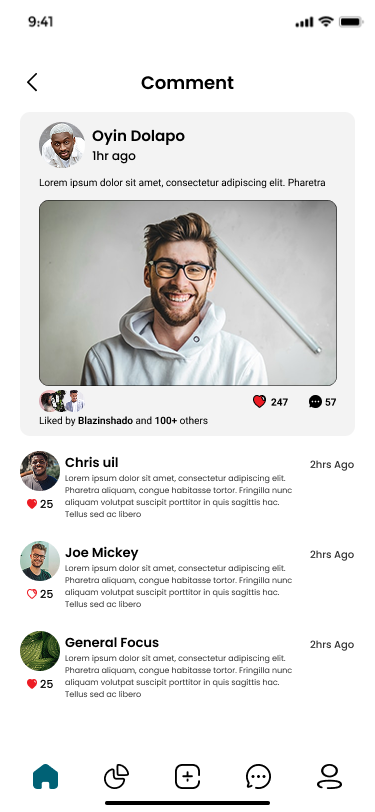 9:41
Comment
Oyin Dolapo
1hr ago
Lorem ipsum dolor sit amet, consectetur adipiscing elit. Pharetra
247
57
Liked by Blazinshado and 100+ others
Chris uil
2hrs Ago
Lorem ipsum dolor sit amet, consectetur adipiscing elit.
Pharetra aliquam, congue habitasse tortor. Fringilla nunc
aliquam volutpat suscipit porttitor in quis sagittis hac.
Tellus sed ac libero
25
Joe Mickey
2hrs Ago
Lorem ipsum dolor sit amet, consectetur adipiscing elit.
Pharetra aliquam, congue habitasse tortor. Fringilla nunc
aliquam volutpat suscipit porttitor in quis sagittis hac.
Tellus sed ac libero
25
General Focus
2hrs Ago
Lorem ipsum dolor sit amet, consectetur adipiscing elit.
Pharetra aliquam, congue habitasse tortor. Fringilla nunc
aliquam volutpat suscipit porttitor in quis sagittis hac.
Tellus sed ac libero
25